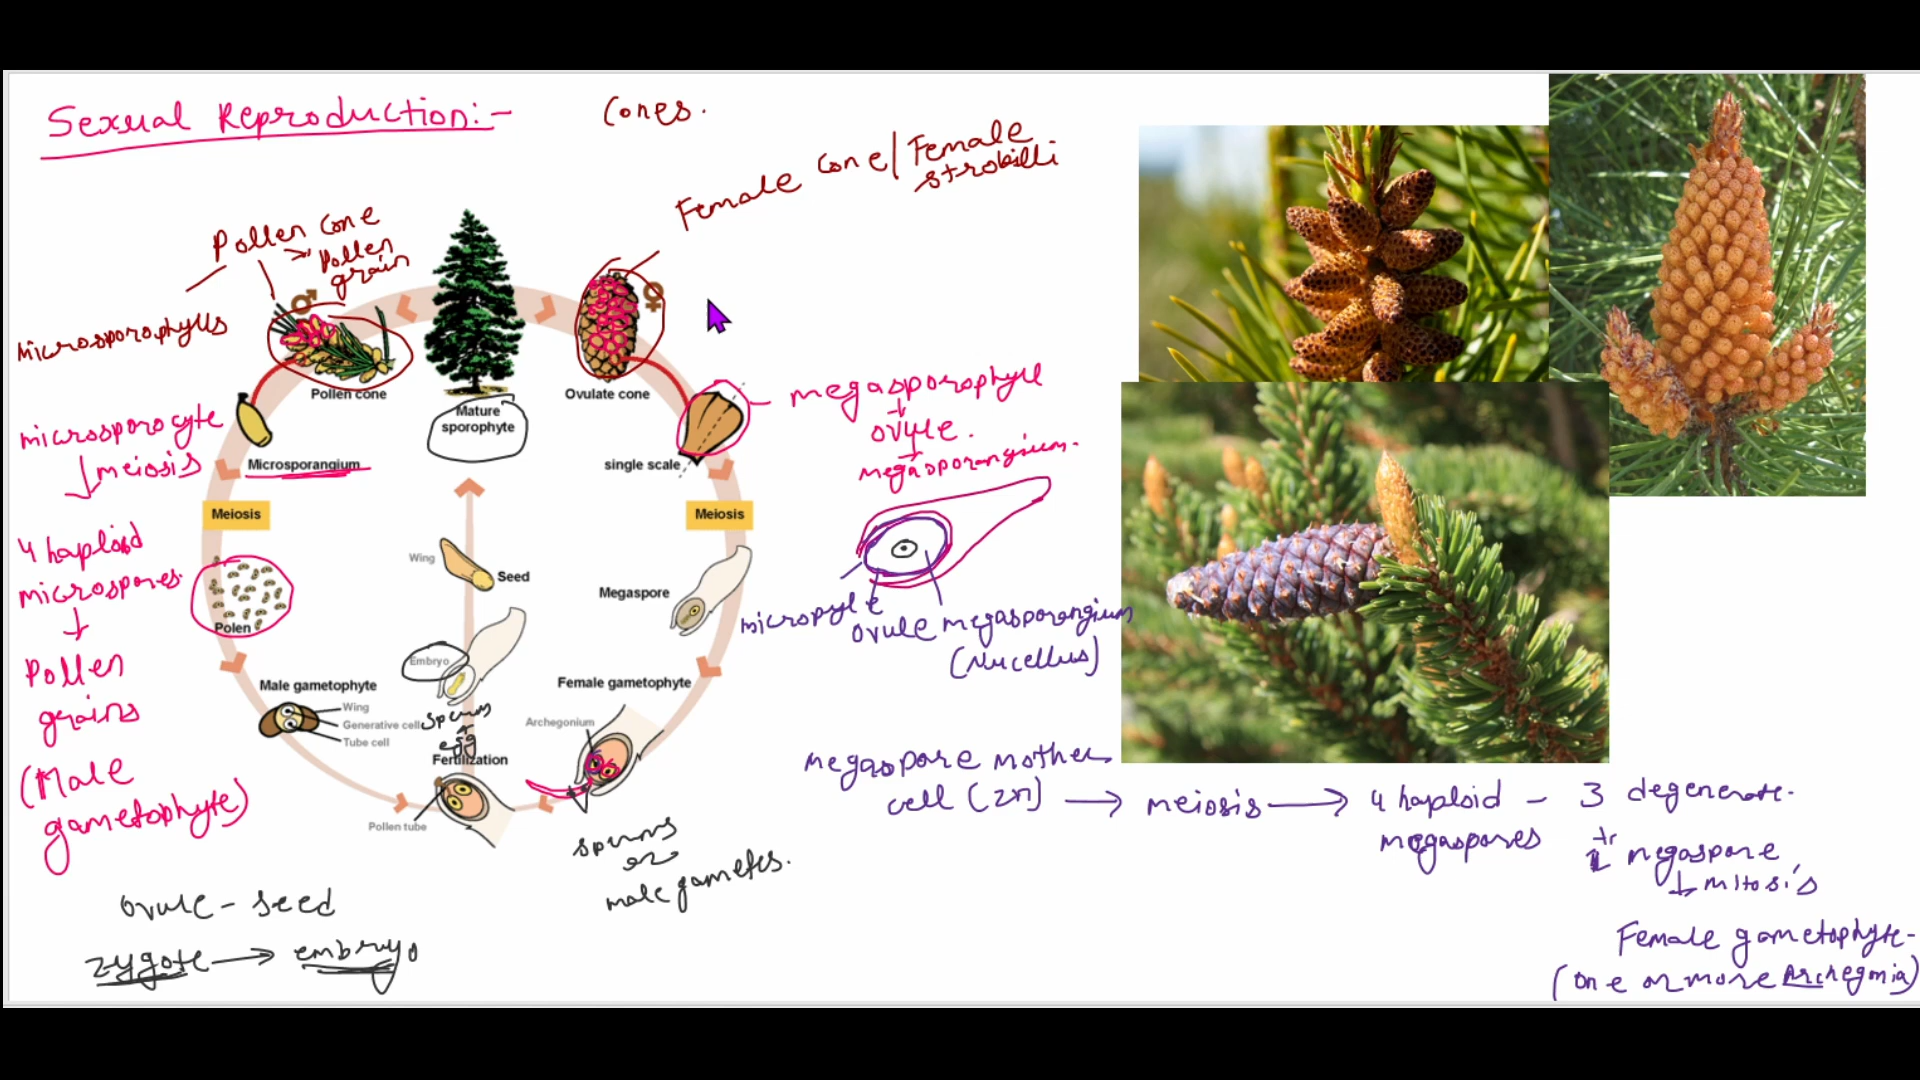 Sexual Reproduction:-
Cones.
Female Cone/Female
strobilli
Pollen Cone
Pollen
grain
Microsporophylls
Pollen cone
Mature
sporophyte
Ovulate cone
megasporophyll
ovule.
megasporangium.
microsporocyte
meiosis
Microsporangium
single scale
Meiosis
Meiosis
4 haploid
microspores.
Polen
Wing
Seed
Megaspore
micropyle
ovule megasporangium
(Nucellus)
Pollen
grains
(Male
gametophyte)
Embryo
Male gametophyte
Wing
Generative cell
Tube cell
Female gametophyte
Archegonium
sperms
+
egg
Fertilization
Pollen tube
sperms
or
male gametes.
megaspore mother
cell (2n) → meiosis → 4 haploid - 3 degenerate.
megaspores
1 megaspore
↓ mitosis
Female gametophyte-
(one or more Archegonia)
ovule - seed
zygote → embryo